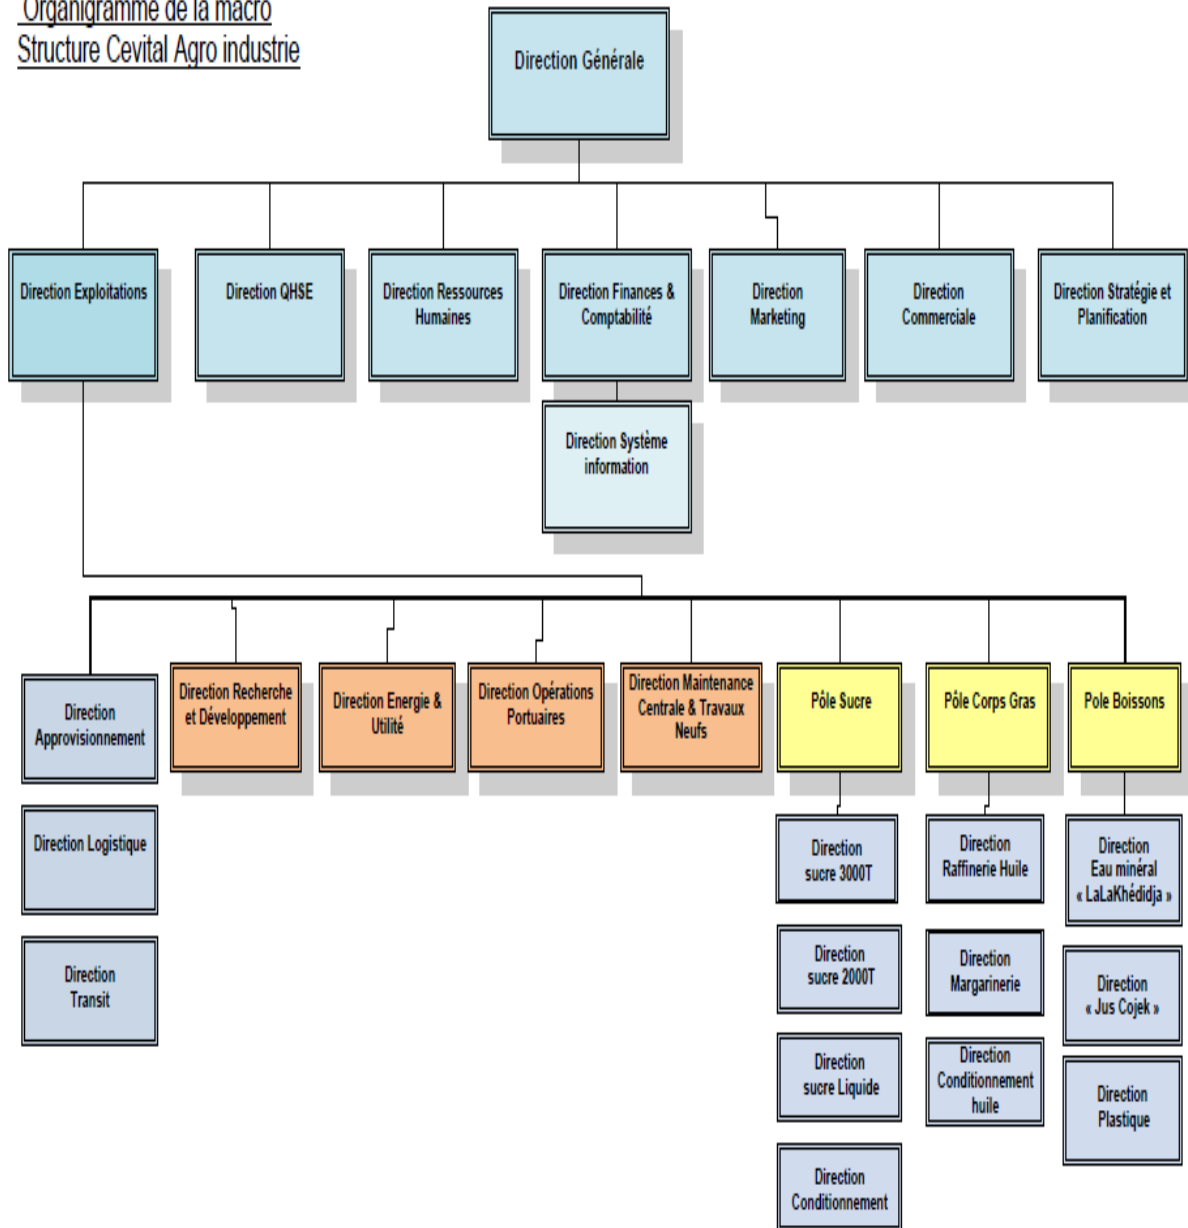 Organigramme de la macro
Structure Cevital Agro industrie
Direction Générale
Direction Exploitations
Direction QHSE
Direction Ressources
Humaines
Direction Finances &
Comptabilité
Direction
Marketing
Direction
Commerciale
Direction Stratégie et
Planification
Direction Système
information
Direction
Approvisionnement
Direction Recherche
et Développement
Direction Energie &
Utilité
Direction Opérations
Portuaires
Direction Maintenance
Centrale & Travaux
Neufs
Pôle Sucre
Pôle Corps Gras
Pole Boissons
Direction Logistique
Direction
Transit
Direction
sucre 3000T
Direction
sucre 2000T
Direction
sucre Liquide
Direction
Conditionnement
Direction
Raffinerie Huile
Direction
Margarinerie
Direction
Conditionnement
huile
Direction
Eau minéral
« LaLaKhédidja »
Direction
« Jus Cojek »
Direction
Plastique